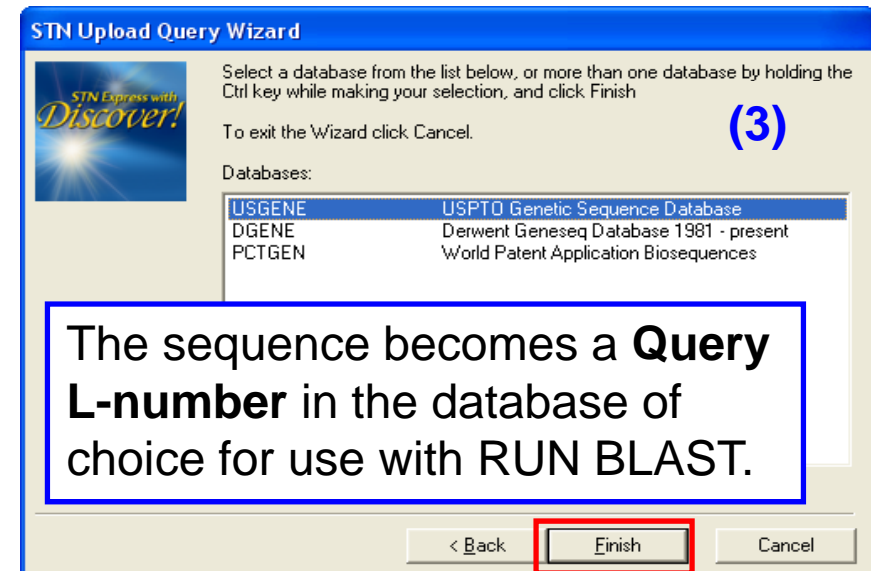 STN Upload Query Wizard
STN Express with
Discover!
Select a database from the list below, or more than one database by holding the
Ctrl key while making your selection, and click Finish
(3)
To exit the Wizard click Cancel.
Databases:
USGENE USPTO Genetic Sequence Database
DGENE Derwent Geneseq Database 1981 - present
PCTGEN World Patent Application Biosequences
The sequence becomes a Query
L-number in the database of
choice for use with RUN BLAST.
< Back Finish Cancel